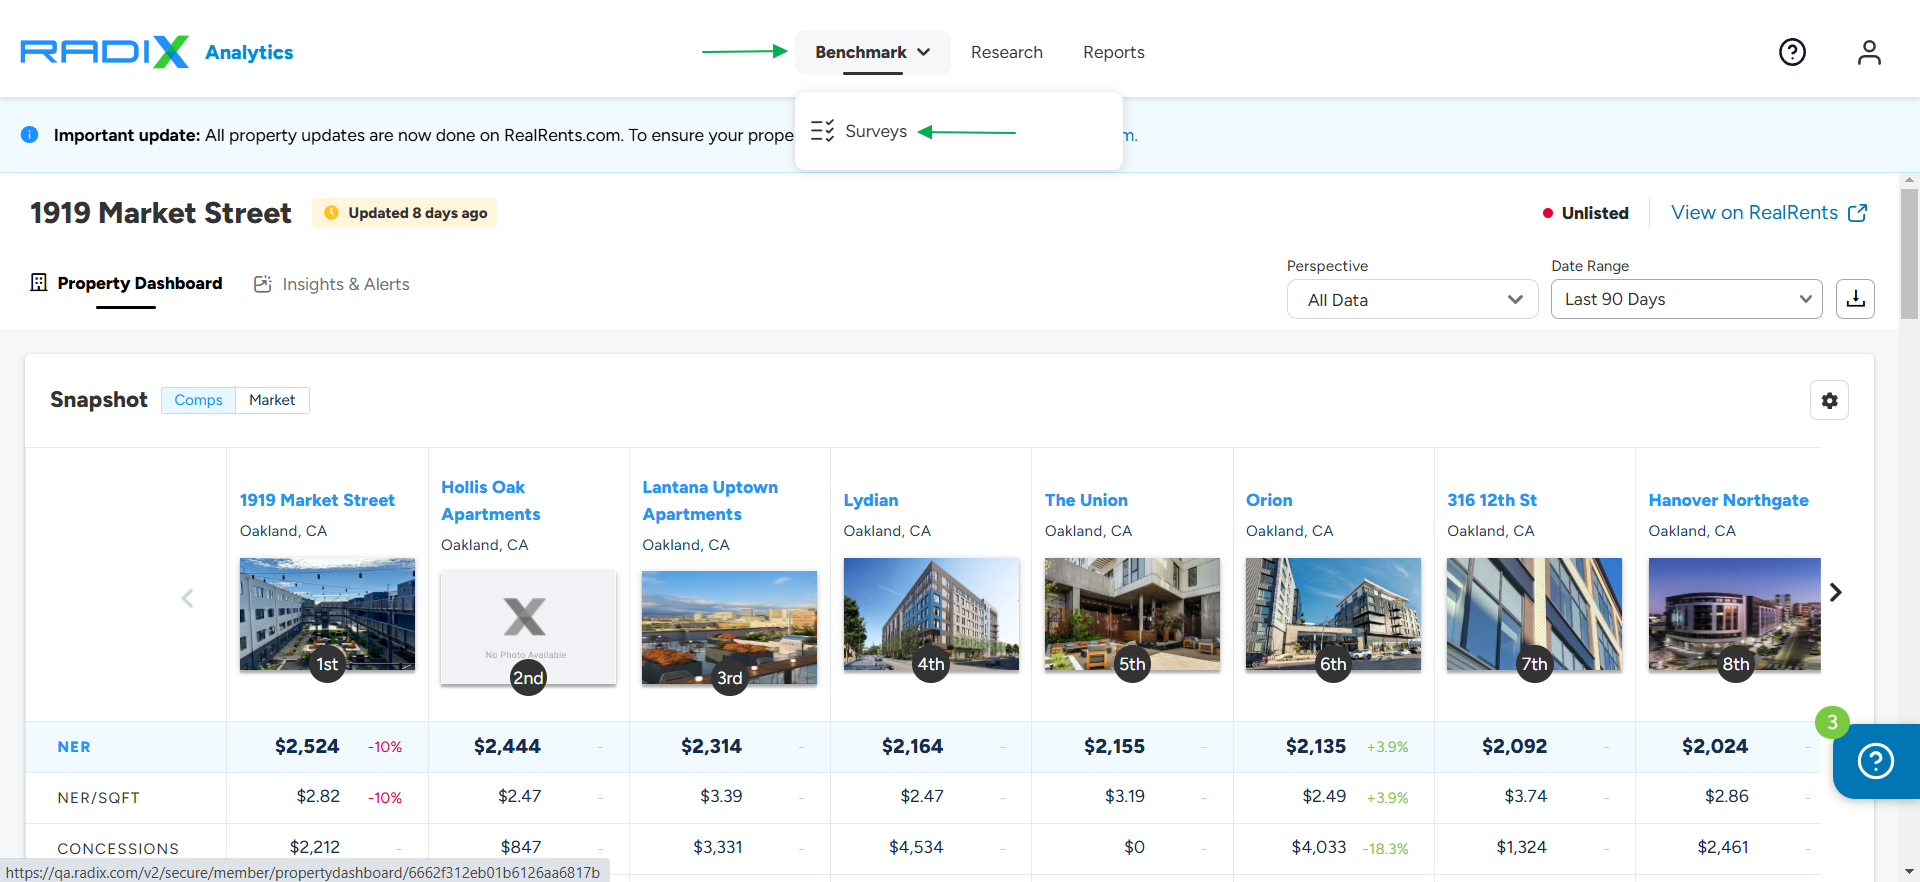 RADIX Analytics
Benchmark
Research
Reports
Surveys
Important update: All property updates are now done on RealRents.com. To ensure your prope
m.
1919 Market Street
Updated 8 days ago
Unlisted
View on RealRents
Property Dashboard
Insights & Alerts
Perspective
All Data
Date Range
Last 90 Days
Snapshot
Comps
Market
1919 Market Street
Oakland, CA
1st
Hollis Oak
Apartments
Oakland, CA
X
No Photo Available
2nd
Lantana Uptown
Apartments
Oakland, CA
3rd
Lydian
Oakland, CA
4th
The Union
Oakland, CA
5th
Orion
Oakland, CA
6th
316 12th St
Oakland, CA
7th
Hanover Northgate
Oakland, CA
8th
NER $2,524 -10% $2,444 - $2,314 - $2,164 - $2,155 - $2,135 +3.9% $2,092 - $2,024 -
3
NER/SQFT $2.82 -10% $2.47 - $3.39 - $2.47 - $3.19 - $2.49 +3.9% $3.74 - $2.86 -
CONCESSIONS $2,212 - $847 - $3,331 - $4,534 - $0 - $4,033 -18.3% $1,324 - $2,461 -
https://qa.radix.com/v2/secure/member/propertydashboard/6662f312eb01b6126aa6817b